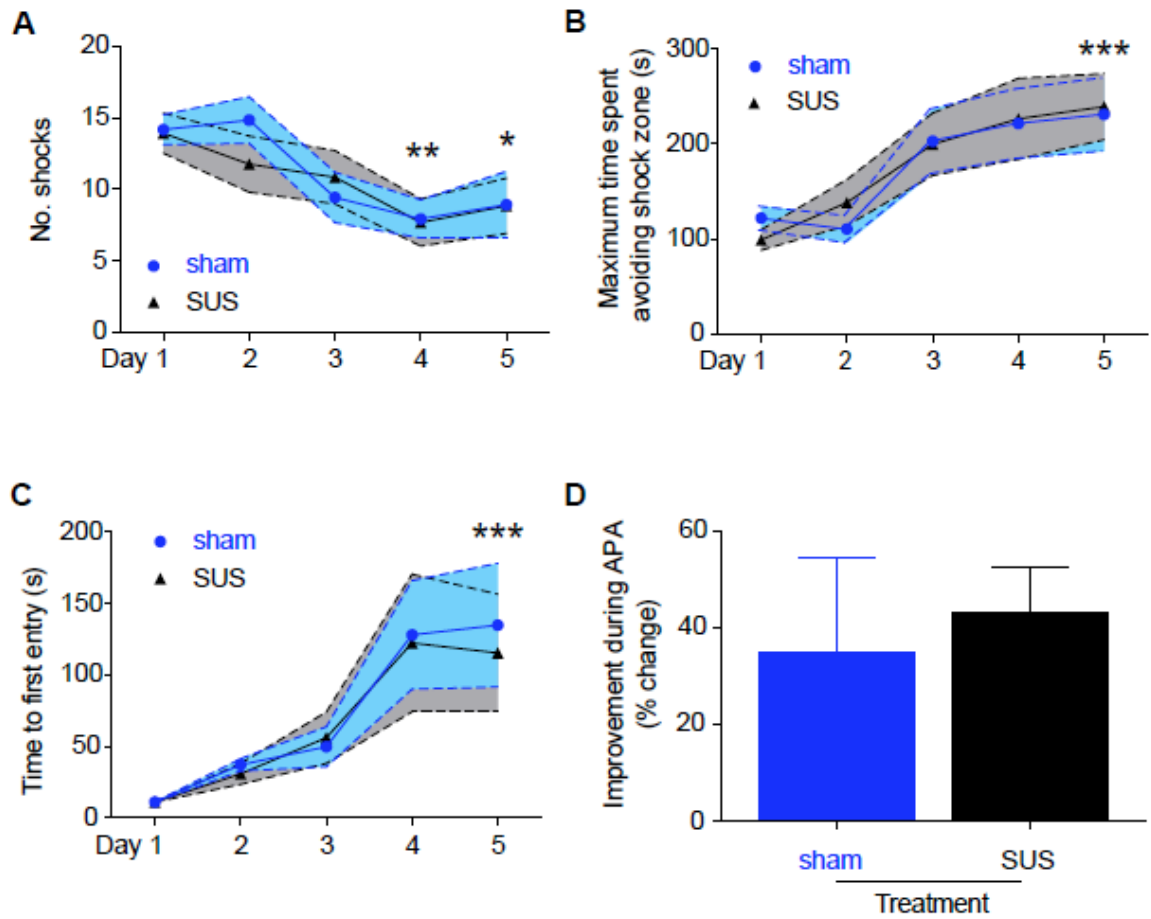 A
No. shocks
20
15
10
5
0
** *
sham
SUS
Day 1 2 3 4 5
B
Maximum time spent
avoiding shock zone (s)
300
200
100
0
sham
SUS
***
Day 1 2 3 4 5
C
Time to first entry (s)
200
150
100
50
0
sham
SUS
***
Day 1 2 3 4 5
D
Improvement during APA
(% change)
60
40
20
0
sham SUS
Treatment